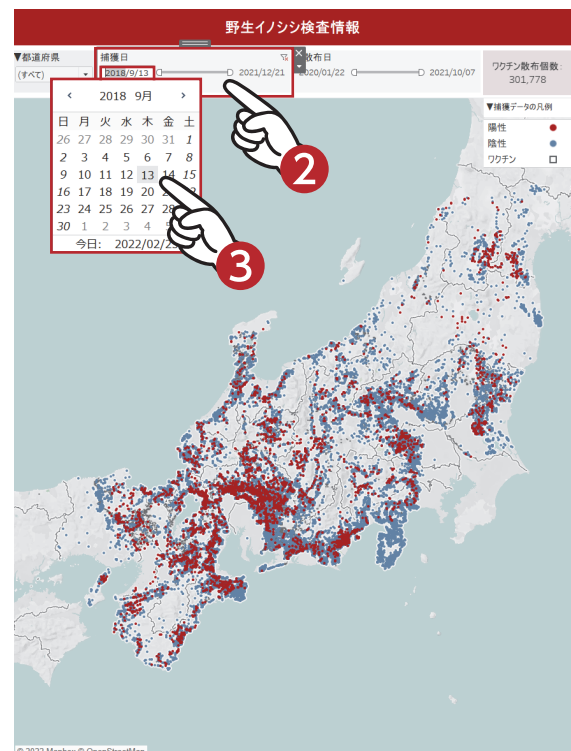 野生イノシシ検査情報
▼都道府県
(すべて)
捕獲日
2018/9/13 2021/12/21
散布日
2020/01/22 2021/10/07
ワクチン散布個数:
301,778
▼捕獲データの凡例
陽性
陰性
ワクチン
2018 9月
日 月 火 水 木 金 土
26 27 28 29 30 31 1
2 3 4 5 6 7 8
9 10 11 12 13 14 15
16 17 18 19 20
23 24 25 26 27 28
30 1 2 3 4
今日: 2022/02/
2
3
© 2022 Mapbox © OpenStreetMap